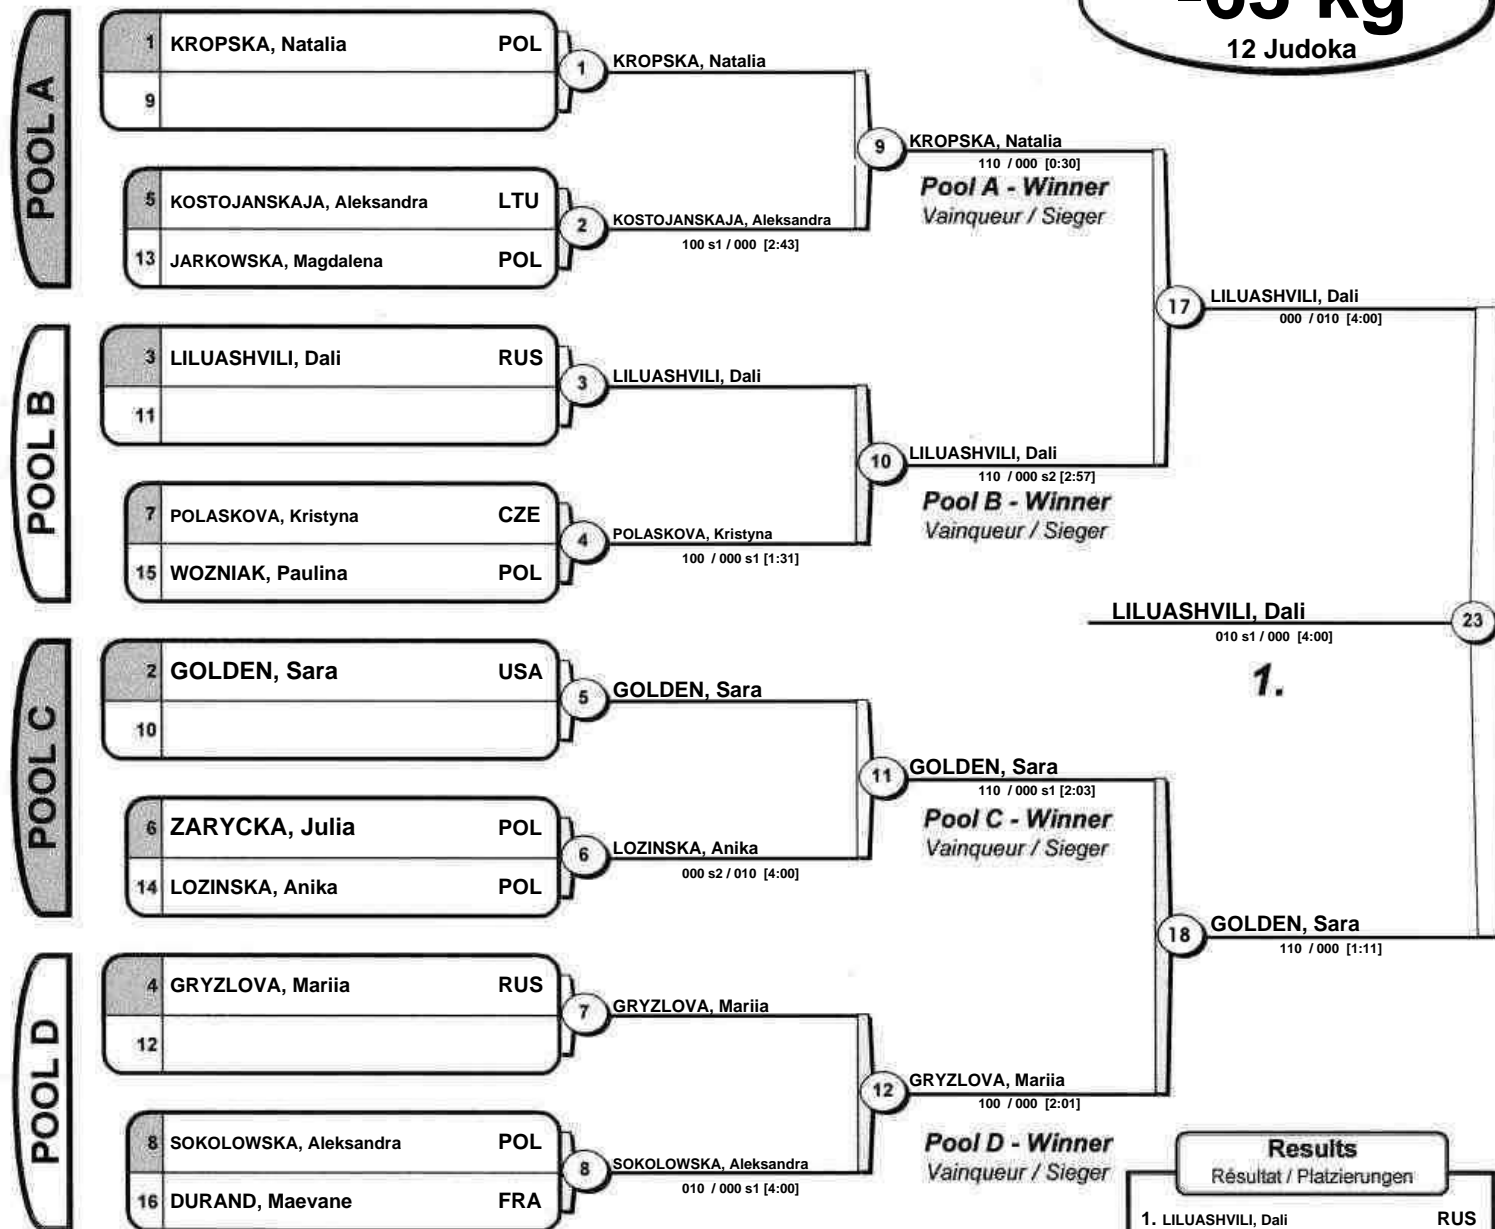 -63 kg
12 Judoka
POOL A
1 KROPSKA, Natalia POL
9
1
KROPSKA, Natalia
5 KOSTOJANSKAJA, Aleksandra LTU
13 JARKOWSKA, Magdalena POL
2
KOSTOJANSKAJA, Aleksandra
100 s1 / 000 [2:43]
9
KROPSKA, Natalia
110 / 000 [0:30]
Pool A - Winner
Vainqueur / Sieger
POOL B
3 LILUASHVILI, Dali RUS
11
3
LILUASHVILI, Dali
7 POLASKOVA, Kristyna CZE
15 WOZNIAK, Paulina POL
4
POLASKOVA, Kristyna
100 / 000 s1 [1:31]
10
LILUASHVILI, Dali
110 / 000 s2 [2:57]
Pool B - Winner
Vainqueur / Sieger
17
LILUASHVILI, Dali
000 / 010 [4:00]
LILUASHVILI, Dali
23
010 s1 / 000 [4:00]
1.
POOL C
2 GOLDEN, Sara USA
10
5
GOLDEN, Sara
6 ZARYCKA, Julia POL
14 LOZINSKA, Anika POL
6
LOZINSKA, Anika
000 s2 / 010 [4:00]
11
GOLDEN, Sara
110 / 000 s1 [2:03]
Pool C - Winner
Vainqueur / Sieger
18
GOLDEN, Sara
110 / 000 [1:11]
POOL D
4 GRYZLOVA, Mariia RUS
12
7
GRYZLOVA, Mariia
8 SOKOLOWSKA, Aleksandra POL
16 DURAND, Maevane FRA
8
SOKOLOWSKA, Aleksandra
010 / 000 s1 [4:00]
12
GRYZLOVA, Mariia
100 / 000 [2:01]
Pool D - Winner
Vainqueur / Sieger
Results
Résultat / Platzierungen
1. LILUASHVILI, Dali RUS